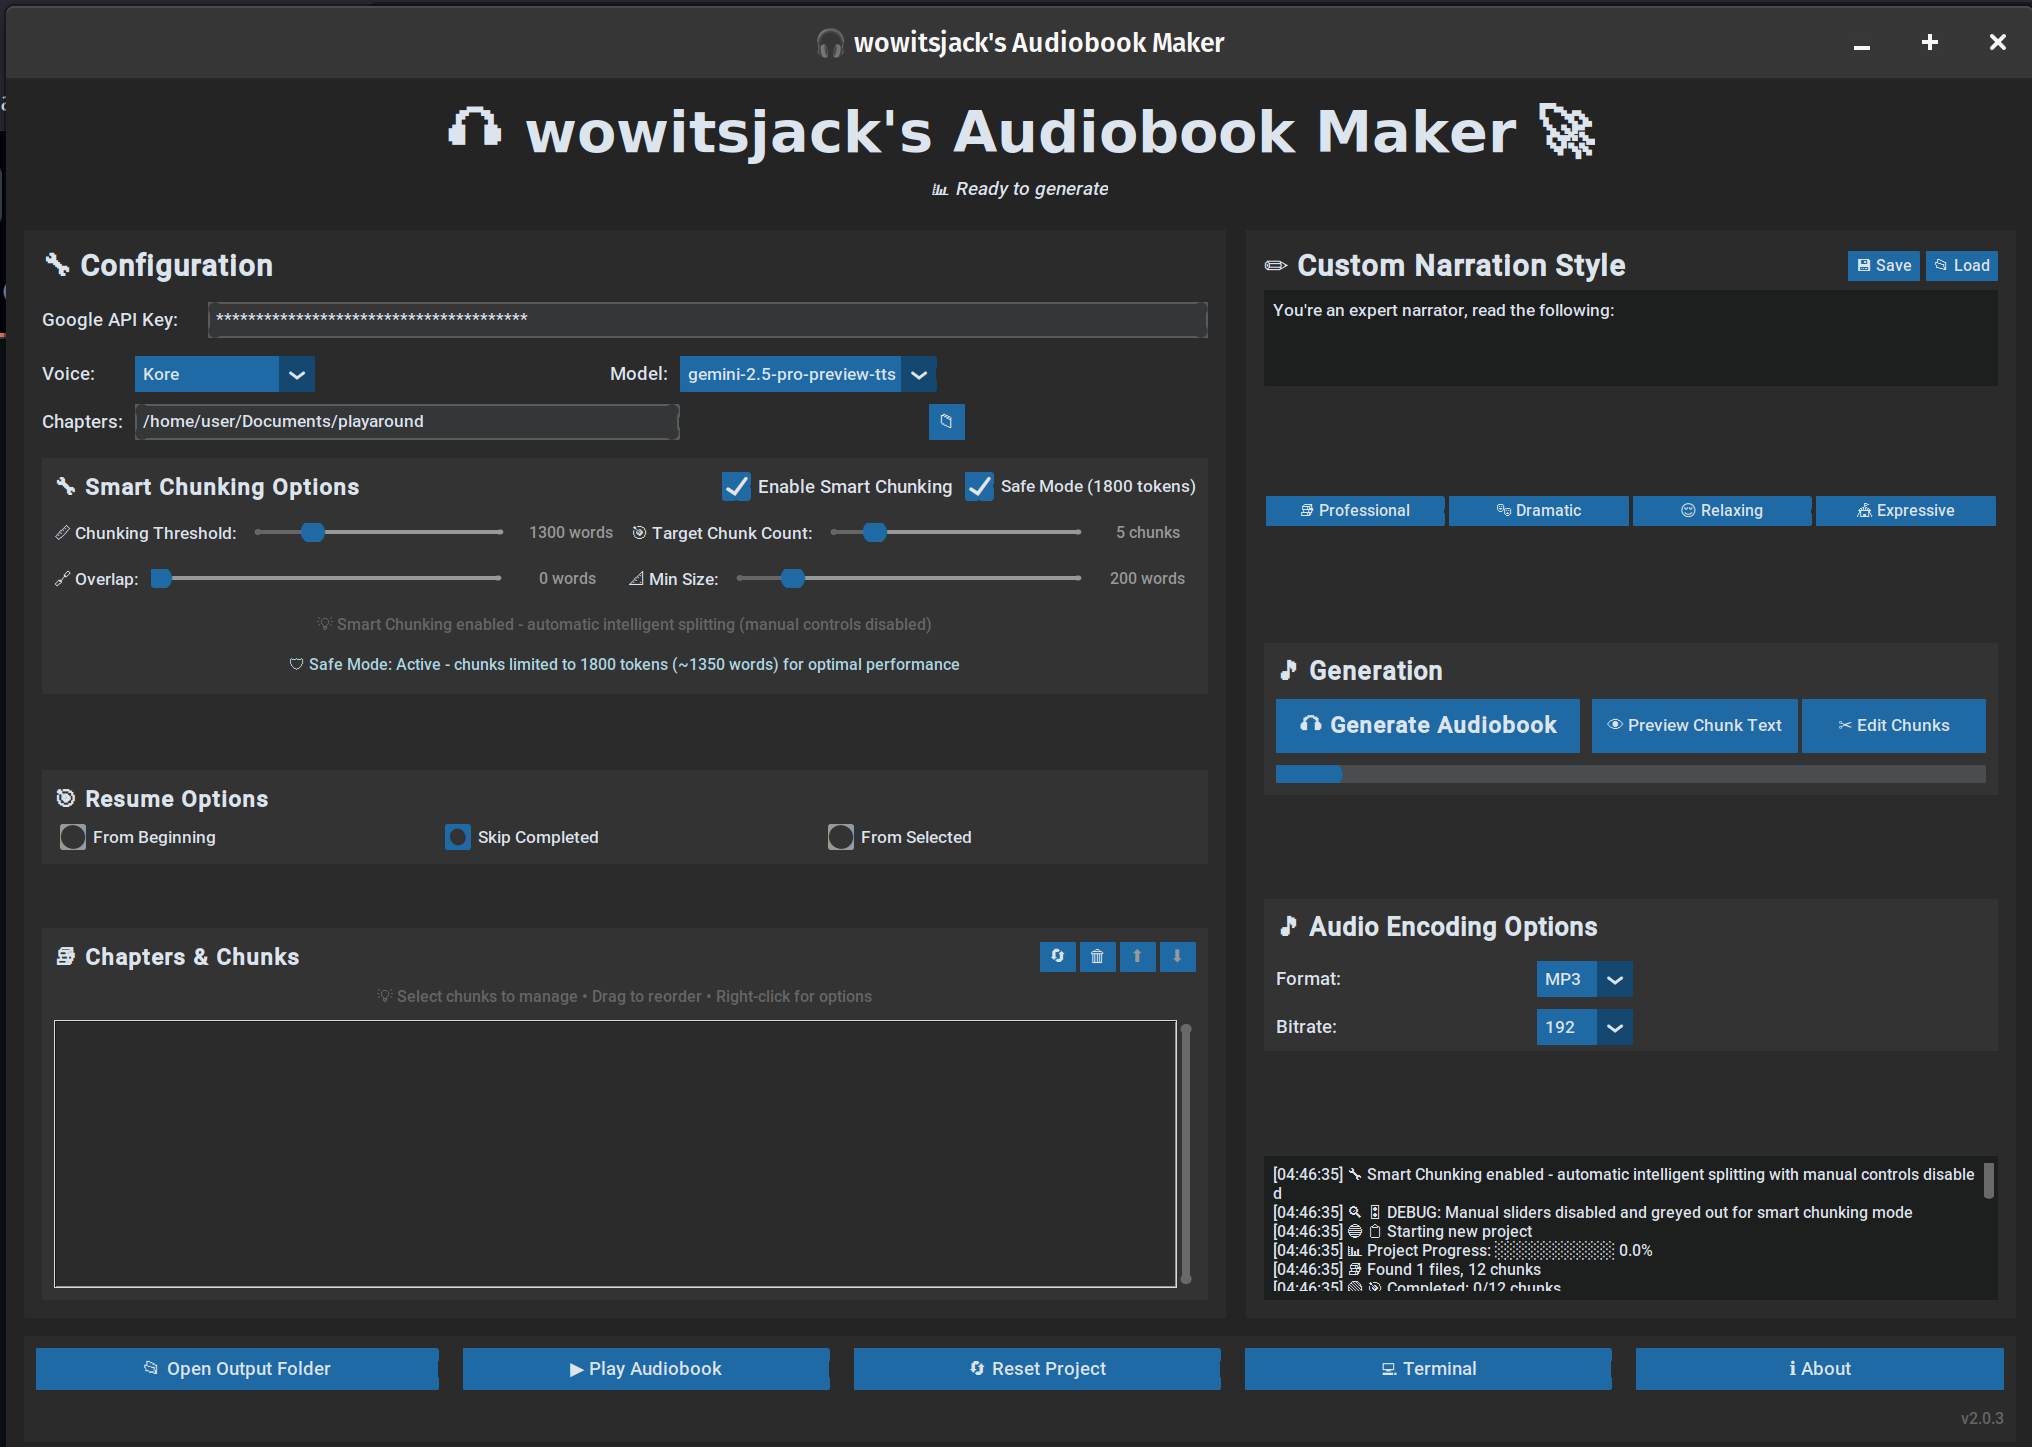 wowitsjack's Audiobook Maker
wowitsjack's Audiobook Maker
Ready to generate
Configuration
Google API Key: ***************************************
Voice: Kore Model: gemini-2.5-pro-preview-tts
Chapters: /home/user/Documents/playaround
Smart Chunking Options Enable Smart Chunking Safe Mode (1800 tokens)
Chunking Threshold: 1300 words Target Chunk Count: 5 chunks
Overlap: 0 words Min Size: 200 words
Smart Chunking enabled - automatic intelligent splitting (manual controls disabled)
Safe Mode: Active - chunks limited to 1800 tokens (~1350 words) for optimal performance
Resume Options
From Beginning Skip Completed From Selected
Chapters & Chunks
Select chunks to manage • Drag to reorder • Right-click for options
Custom Narration Style Save Load
You're an expert narrator, read the following:
Professional Dramatic Relaxing Expressive
Generation
Generate Audiobook Preview Chunk Text Edit Chunks
Audio Encoding Options
Format: MP3
Bitrate: 192
[04:46:35] Smart Chunking enabled - automatic intelligent splitting with manual controls disable
d
[04:46:35] DEBUG: Manual sliders disabled and greyed out for smart chunking mode
[04:46:35] Starting new project
[04:46:35] Project Progress: ░░░░░░░░░░░░░░░ 0.0%
[04:46:35] Found 1 files, 12 chunks
[04:46:35] Completed: 0/12 chunks
Open Output Folder Play Audiobook Reset Project Terminal About
v2.0.3